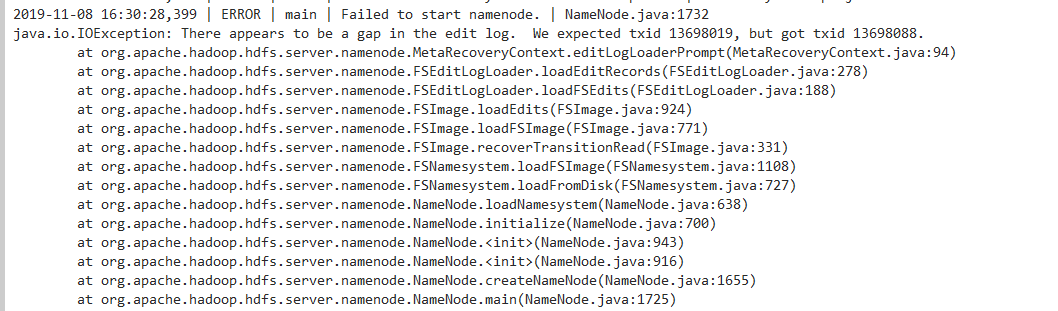 2019-11-08 16:30:28,399 | ERROR | main | Failed to start namenode. | NameNode.java:1732
java.io.IOException: There appears to be a gap in the edit log.  We expected txid 13698019, but got txid 13698088.
        at org.apache.hadoop.hdfs.server.namenode.MetaRecoveryContext.editLogLoaderPrompt(MetaRecoveryContext.java:94)
        at org.apache.hadoop.hdfs.server.namenode.FSEditLogLoader.loadEditRecords(FSEditLogLoader.java:278)
        at org.apache.hadoop.hdfs.server.namenode.FSEditLogLoader.loadFSEdits(FSEditLogLoader.java:188)
        at org.apache.hadoop.hdfs.server.namenode.FSImage.loadEdits(FSImage.java:924)
        at org.apache.hadoop.hdfs.server.namenode.FSImage.loadFSImage(FSImage.java:771)
        at org.apache.hadoop.hdfs.server.namenode.FSImage.recoverTransitionRead(FSImage.java:331)
        at org.apache.hadoop.hdfs.server.namenode.FSNamesystem.loadFSImage(FSNamesystem.java:1108)
        at org.apache.hadoop.hdfs.server.namenode.FSNamesystem.loadFromDisk(FSNamesystem.java:727)
        at org.apache.hadoop.hdfs.server.namenode.NameNode.loadNamesystem(NameNode.java:638)
        at org.apache.hadoop.hdfs.server.namenode.NameNode.initialize(NameNode.java:700)
        at org.apache.hadoop.hdfs.server.namenode.NameNode.<init>(NameNode.java:943)
        at org.apache.hadoop.hdfs.server.namenode.NameNode.<init>(NameNode.java:916)
        at org.apache.hadoop.hdfs.server.namenode.NameNode.createNameNode(NameNode.java:1655)
        at org.apache.hadoop.hdfs.server.namenode.NameNode.main(NameNode.java:1725)